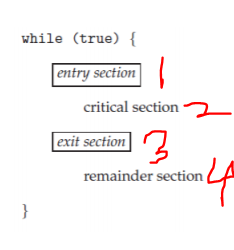 while (true) {
entry section 1
critical section 2
exit section 3
remainder section 4
}